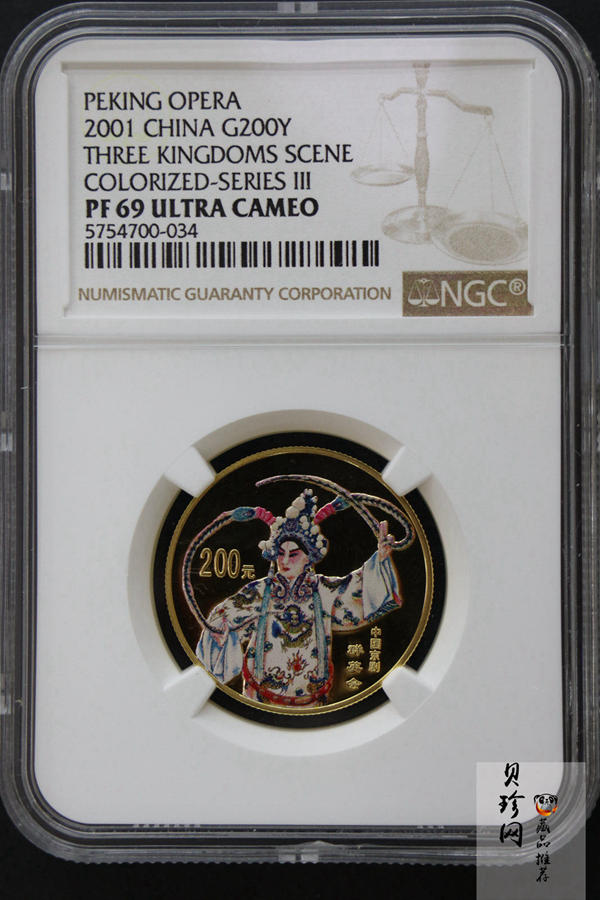 PEKING OPERA
2001 CHINA G200Y
THREE KINGDOMS SCENE
COLORIZED-SERIES III
PF 69 ULTRA CAMEO
5754700-034
NUMISMATIC GUARANTY CORPORATION
NGC®
200元
中国京剧
群英会
贝珍网
藏品推荐